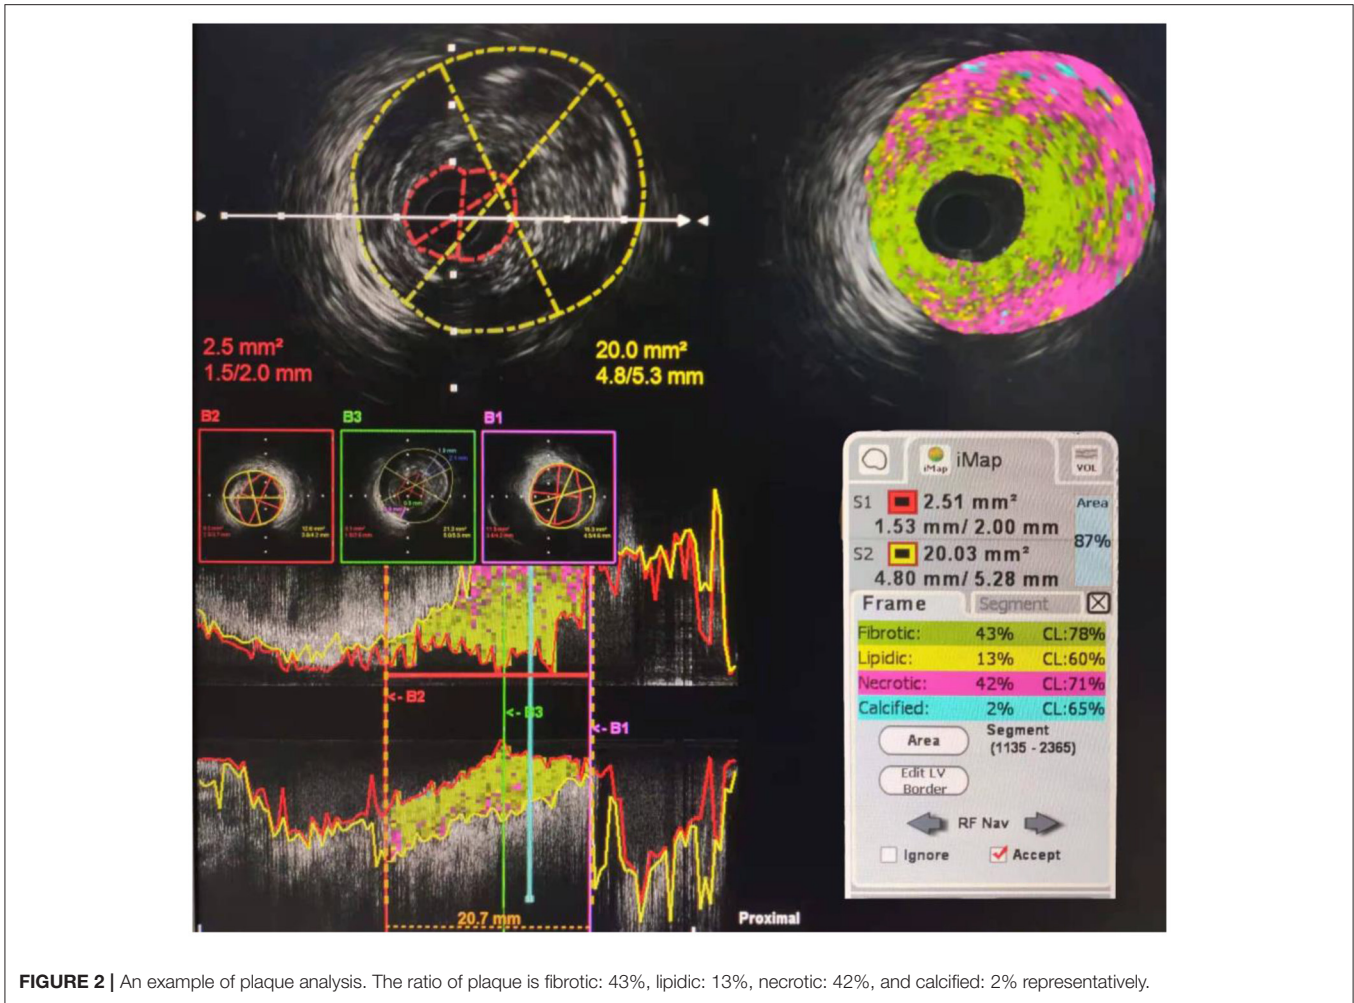 2.5 mm²
1.5/2.0 mm
20.0 mm²
4.8/5.3 mm
B2
B3
B1
iMap
iMap
VOL
S1 2.51 mm²
1.53 mm/ 2.00 mm
Area
87%
S2 20.03 mm²
4.80 mm/ 5.28 mm
Frame Segment
Fibrotic: 43% CL:78%
Lipidic: 13% CL:60%
Necrotic: 42% CL:71%
Calcified: 2% CL:65%
Area
Segment
(1135 - 2365)
Edit LV
Border
RF Nav
Ignore Accept
<- B2
<- B3
<- B1
20.7 mm
Proximal
FIGURE 2 | An example of plaque analysis. The ratio of plaque is fibrotic: 43%, lipidic: 13%, necrotic: 42%, and calcified: 2% representatively.